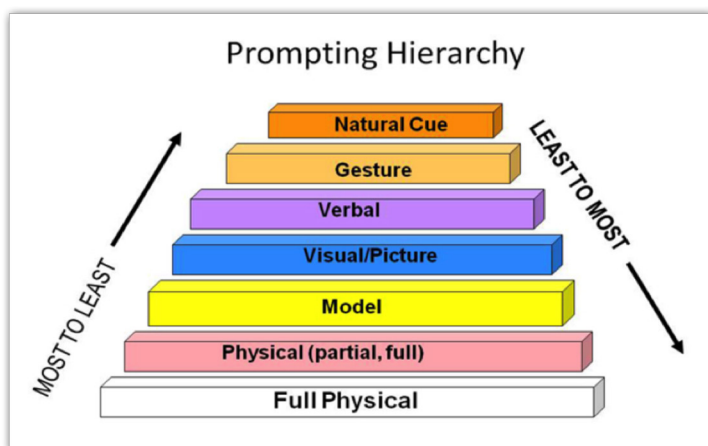 Prompting Hierarchy
Natural Cue
Gesture
Verbal
Visual/Picture
Model
Physical (partial, full)
Full Physical
MOST TO LEAST
LEAST TO MOST